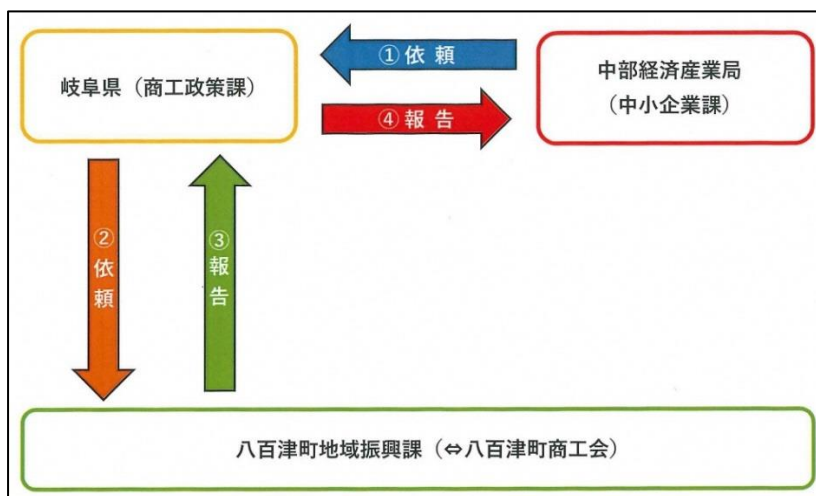 岐阜県（商工政策課）
①依 頼
④報 告
中部経済産業局
（中小企業課）
②依頼
③報告
八百津町地域振興課（⇔八百津町商工会）